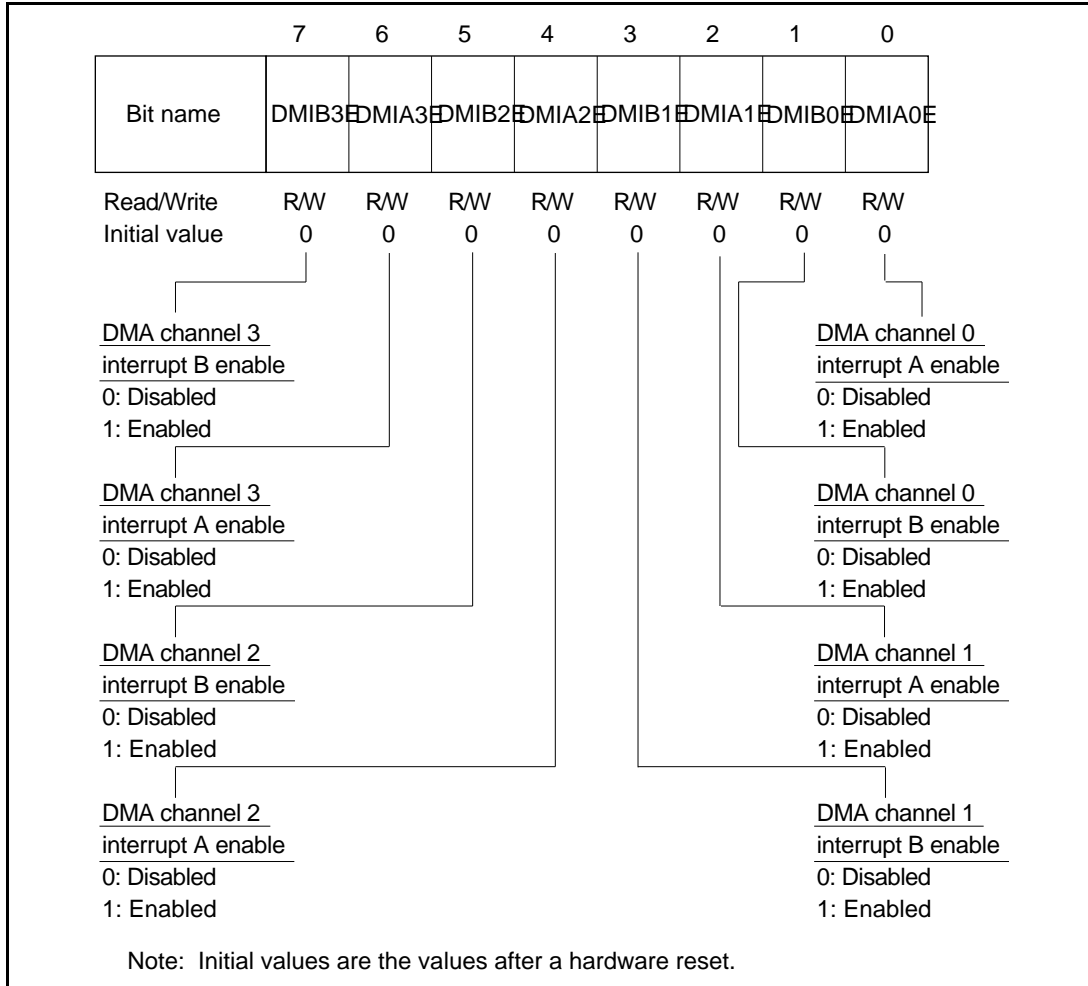 7 6 5 4 3 2 1 0
Bit name DMIB3E DMIA3E DMIB2E DMIA2E DMIB1E DMIA1E DMIB0E DMIA0E
Read/Write R/W R/W R/W R/W R/W R/W R/W R/W
Initial value 0 0 0 0 0 0 0 0
DMA channel 3
interrupt B enable
0: Disabled
1: Enabled
DMA channel 0
interrupt A enable
0: Disabled
1: Enabled
DMA channel 3
interrupt A enable
0: Disabled
1: Enabled
DMA channel 0
interrupt B enable
0: Disabled
1: Enabled
DMA channel 2
interrupt B enable
0: Disabled
1: Enabled
DMA channel 1
interrupt A enable
0: Disabled
1: Enabled
DMA channel 2
interrupt A enable
0: Disabled
1: Enabled
DMA channel 1
interrupt B enable
0: Disabled
1: Enabled
Note: Initial values are the values after a hardware reset.